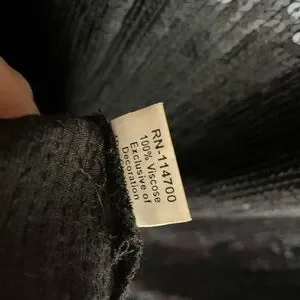 RN-114700
100% Viscose
Exclusive of
Decoration